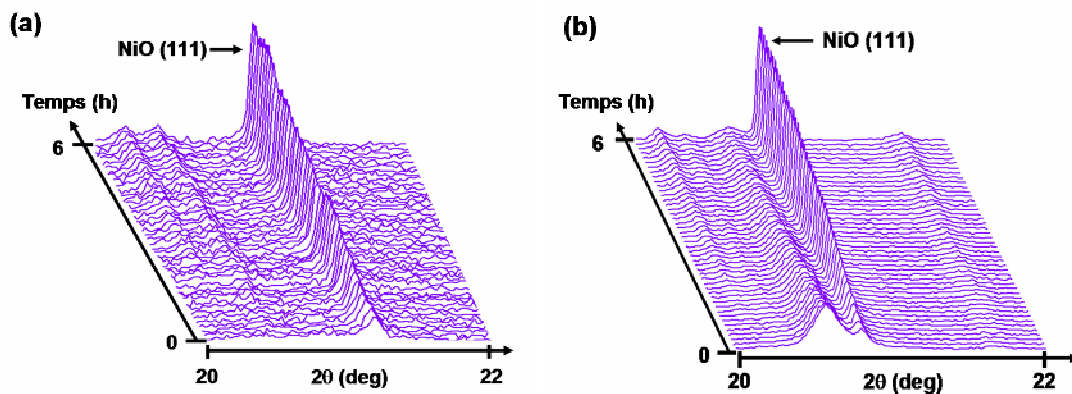 (a)
NiO (111)
Temps (h)
6
0
20
2θ (deg)
22
(b)
NiO (111)
Temps (h)
6
0
20
2θ (deg)
22